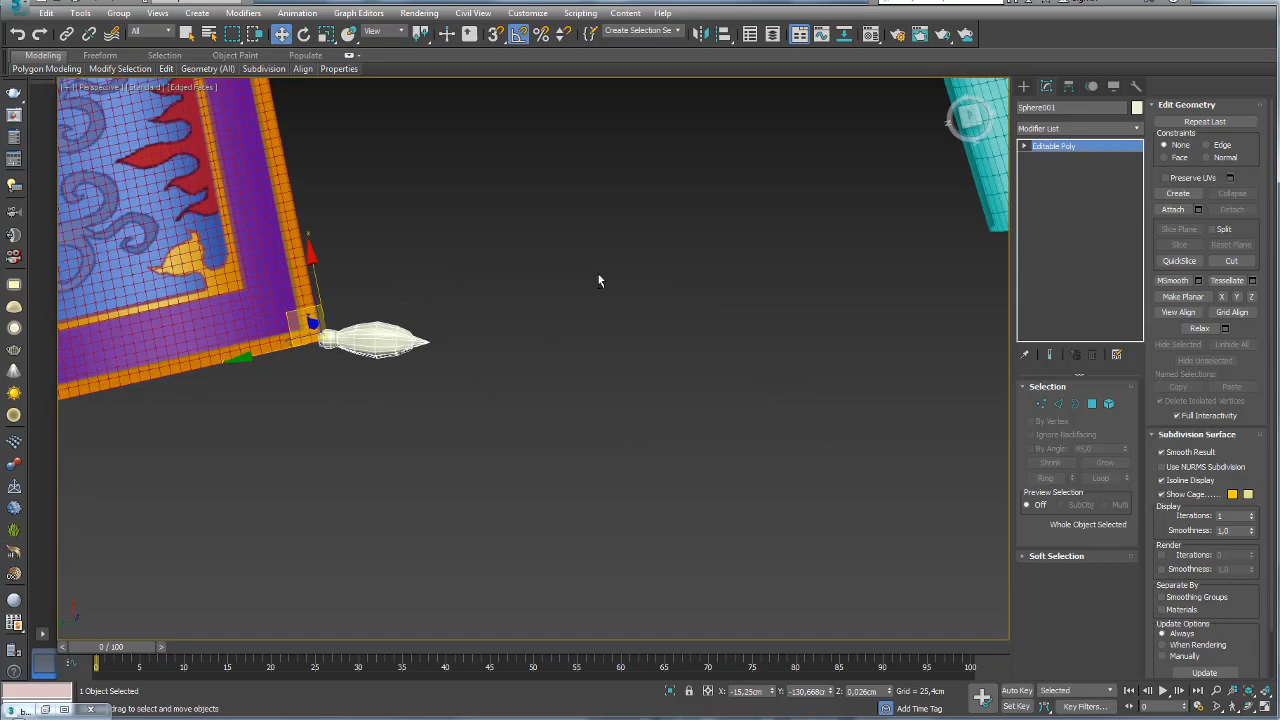 Edit Tools Group Views Create Modifiers Animation Graph Editors Rendering Civil View Customize Scripting Content Help
All View Create Selection Se
Modeling Freeform Selection Object Paint Populate
Polygon Modeling Modify Selection Edit Geometry (All) Subdivision Align Properties
[+] [Perspective] [Standard] [Edged Faces]
Sphere001
Modifier List
Editable Poly
Selection
By Vertex
Ignore Backfacing
By Angle: 45,0
Shrink Grow
Ring Loop
Preview Selection
Off SubObj Multi
Whole Object Selected
Soft Selection
Edit Geometry
Repeat Last
Constraints
None Edge
Face Normal
Preserve UVs
Create Collapse
Attach Detach
Slice Plane Split
Slice Reset Plane
QuickSlice Cut
MSmooth Tessellate
Make Planar X Y Z
View Align Grid Align
Relax
Hide Selected Unhide All
Hide Unselected
Named Selections:
Copy Paste
Delete Isolated Vertices
Full Interactivity
Subdivision Surface
Smooth Result
Use NURMS Subdivision
Isoline Display
Show Cage......
Display
Iterations: 1
Smoothness: 1,0
Render
Iterations: 0
Smoothness: 1,0
Separate By
Smoothing Groups
Materials
Update Options
Always
When Rendering
Manually
Update
x
0 / 100
0 5 10 15 20 25 30 35 40 45 50 55 60 65 70 75 80 85 90 95 100
1 Object Selected
X: -15,25cm Y: -130,668cm Z: 0,026cm Grid = 25,4cm
Auto Key Selected
drag to select and move objects
Add Time Tag
Set Key Key Filters... 0